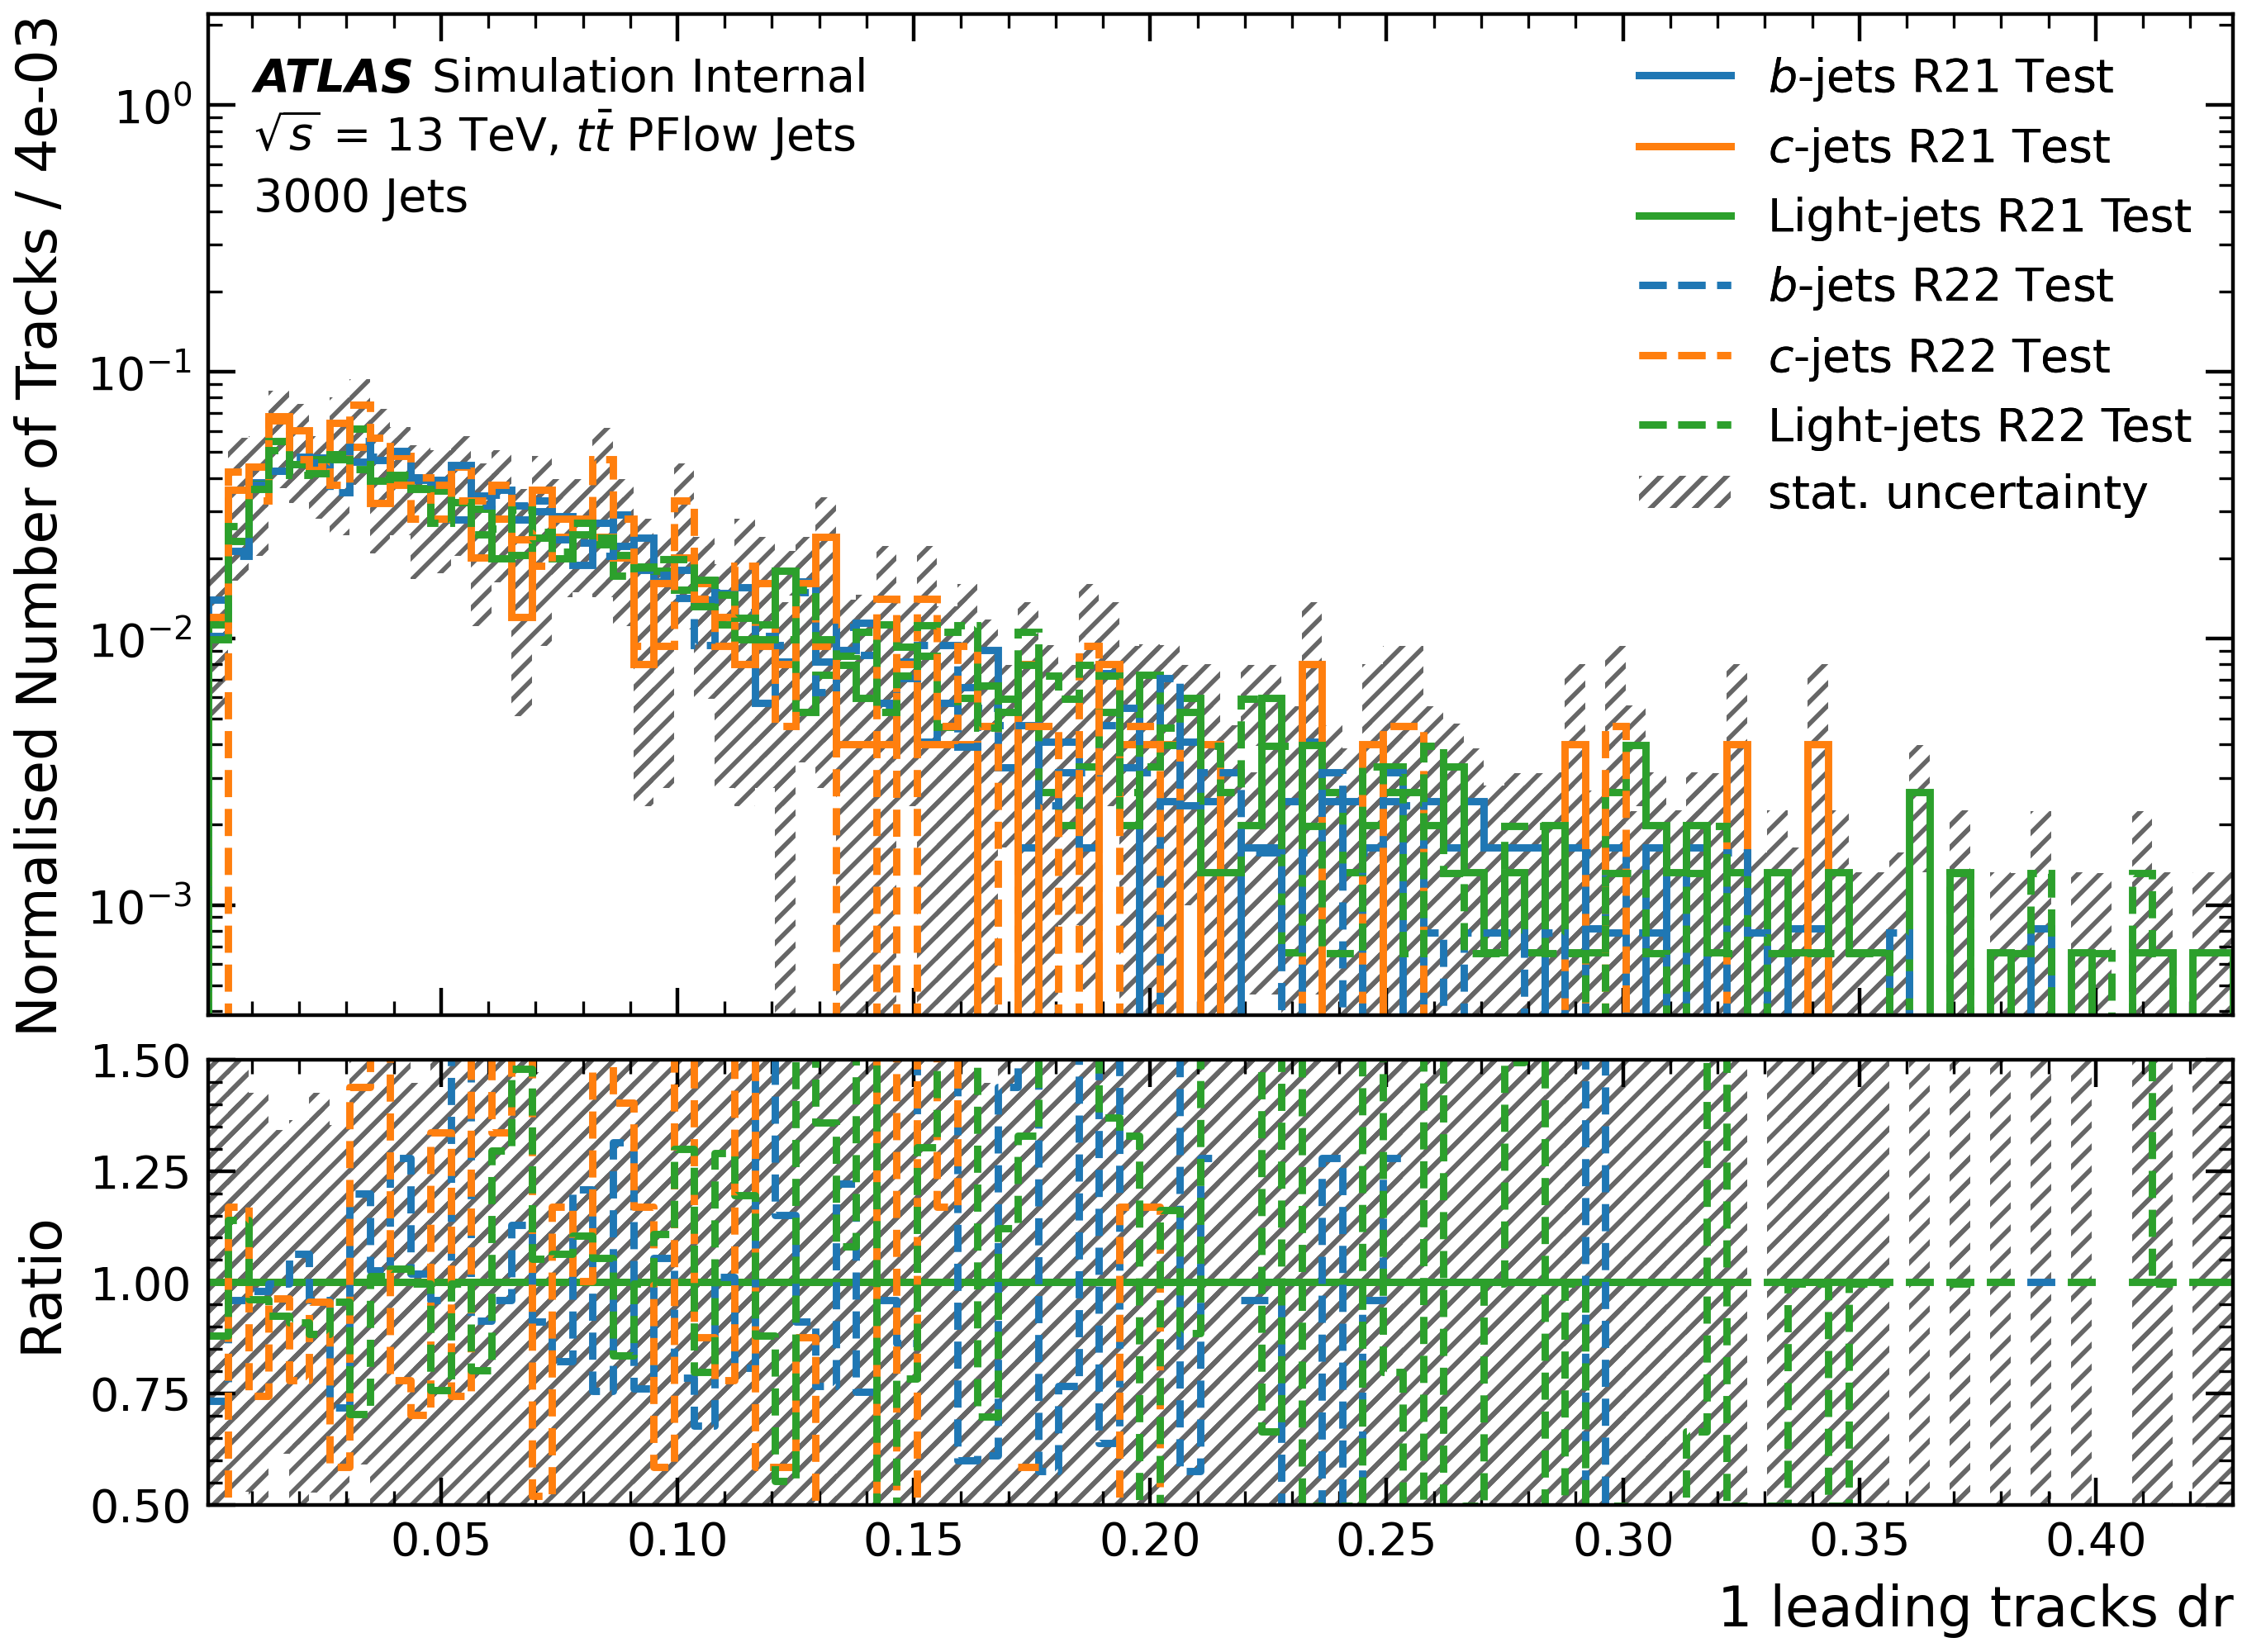 Normalised Number of Tracks / 4e-03
10⁰
10⁻¹
10⁻²
10⁻³
ATLAS Simulation Internal
√s = 13 TeV, tt̄ PFlow Jets
3000 Jets
b-jets R21 Test
c-jets R21 Test
Light-jets R21 Test
b-jets R22 Test
c-jets R22 Test
Light-jets R22 Test
stat. uncertainty
Ratio
1.50
1.25
1.00
0.75
0.50
0.05 0.10 0.15 0.20 0.25 0.30 0.35 0.40
1 leading tracks dr